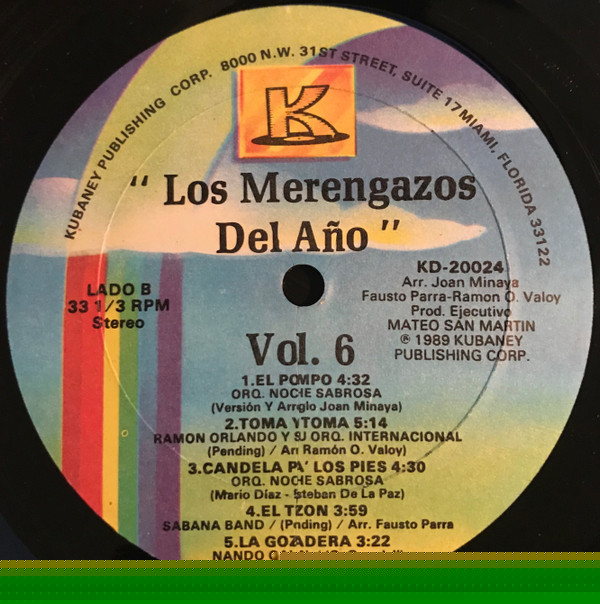 KUBANEY PUBLISHING CORP. 8000 N.W. 31ST STREET, SUITE 17 MIAMI, FLORIDA 33122
K
" Los Merengazos
Del Año "
KD-20024
Arr. Joan Minaya
Fausto Parra-Ramon O. Valoy
Prod. Ejecutivo
MATEO SAN MARTIN
℗ 1989 KUBANEY
PUBLISHING CORP.
LADO B
33 1/3 RPM
Stereo
Vol. 6
1.EL POMPO 4:32
ORQ. NOCHE SABROSA
(Versión Y Arrglo Joan Minaya)
2.TOMA Y TOMA 5:14
RAMON ORLANDO Y SU ORQ. INTERNACIONAL
(Pending) / Arr Ramón O. Valoy)
3.CANDELA PA' LOS PIES 4:30
ORQ. NOCHE SABROSA
(Mario Díaz - Esteban De La Paz)
4.EL TIZON 3:59
SABANA BAND / (Pnding) / Arr. Fausto Parra
5.LA GOZADERA 3:22
NANDO